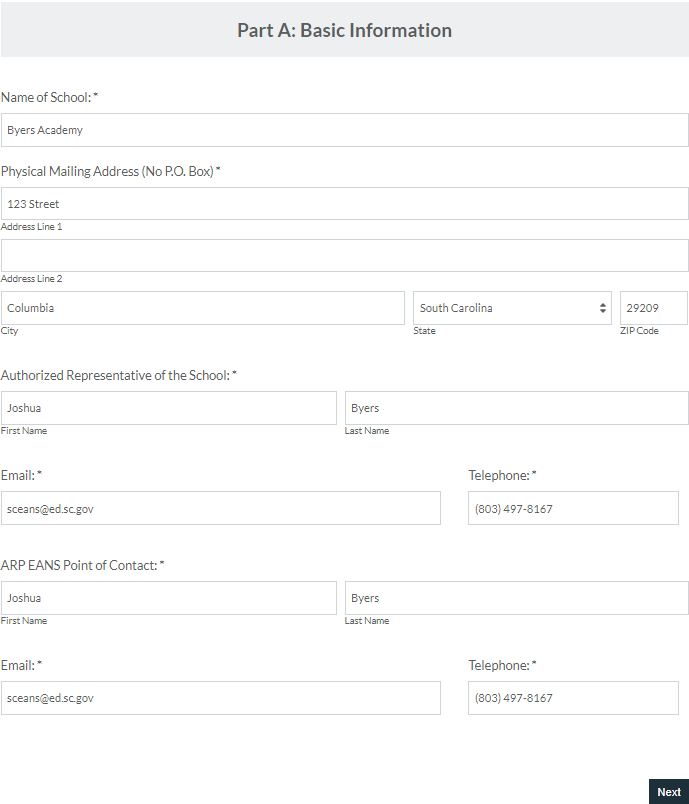 Part A: Basic Information
Name of School: *
Byers Academy
Physical Mailing Address (No P.O. Box) *
123 Street
Address Line 1
Address Line 2
Columbia South Carolina 29209
City State ZIP Code
Authorized Representative of the School: *
Joshua Byers
First Name Last Name
Email: * Telephone: *
sceans@ed.sc.gov (803) 497-8167
ARP EANS Point of Contact: *
Joshua Byers
First Name Last Name
Email: * Telephone: *
sceans@ed.sc.gov (803) 497-8167
Next